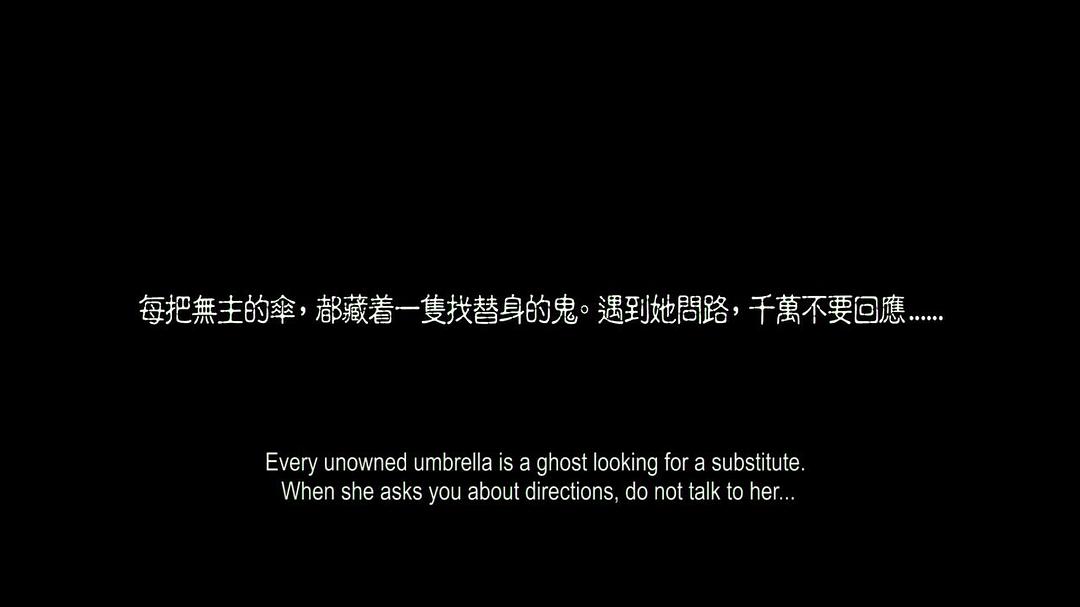 每把無主的傘，都藏着一隻找替身的鬼。遇到她問路，千萬不要回應......
Every unowned umbrella is a ghost looking for a substitute.
When she asks you about directions, do not talk to her...